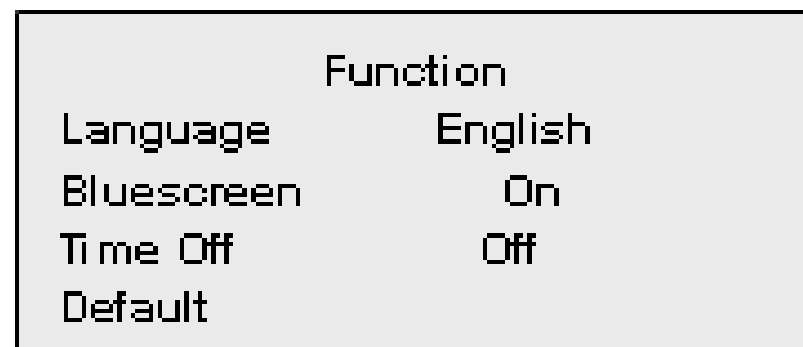 Function
Language English
Bluescreen On
Time Off Off
Default